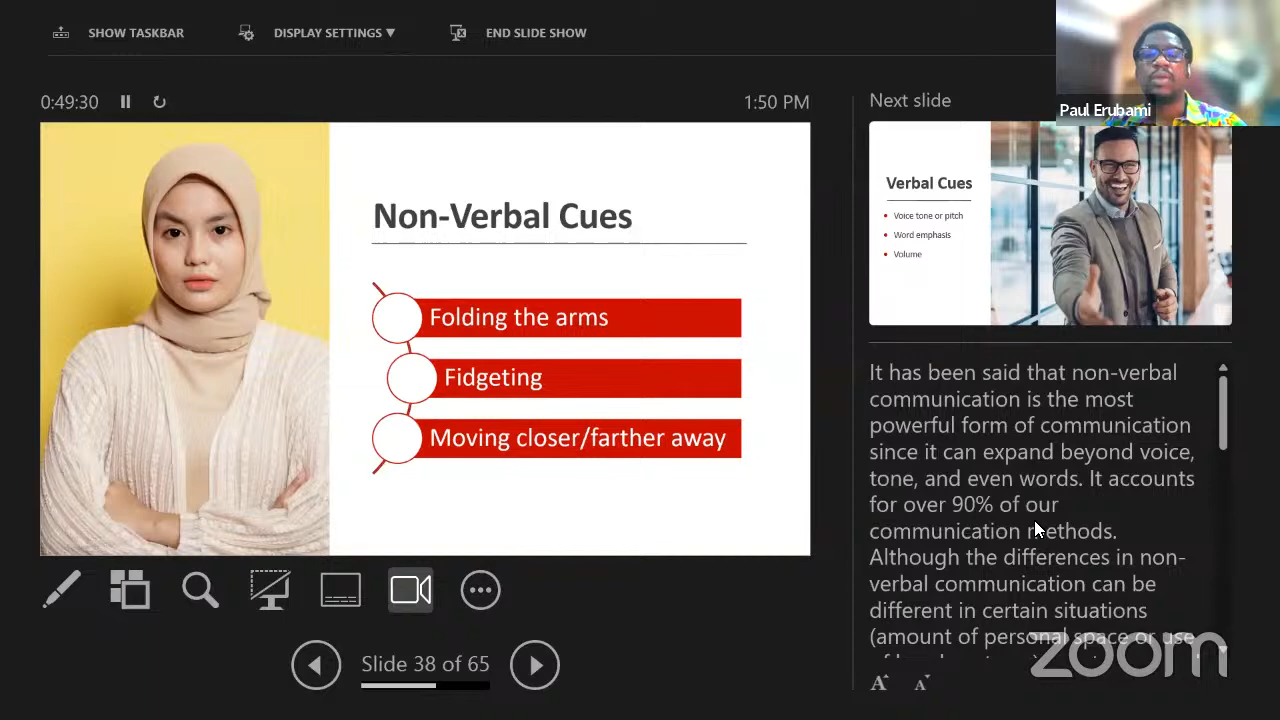 SHOW TASKBAR
DISPLAY SETTINGS ▼
END SLIDE SHOW
0:49:30
1:50 PM
Non-Verbal Cues
Folding the arms
Fidgeting
Moving closer/farther away
Slide 38 of 65
Paul Erubami
Next slide
Verbal Cues
• Voice tone or pitch
• Word emphasis
• Volume
It has been said that non-verbal
communication is the most
powerful form of communication
since it can expand beyond voice,
tone, and even words. It accounts
for over 90% of our
communication methods.
Although the differences in non-
verbal communication can be
different in certain situations
(amount of personal space or use
zoom
A A